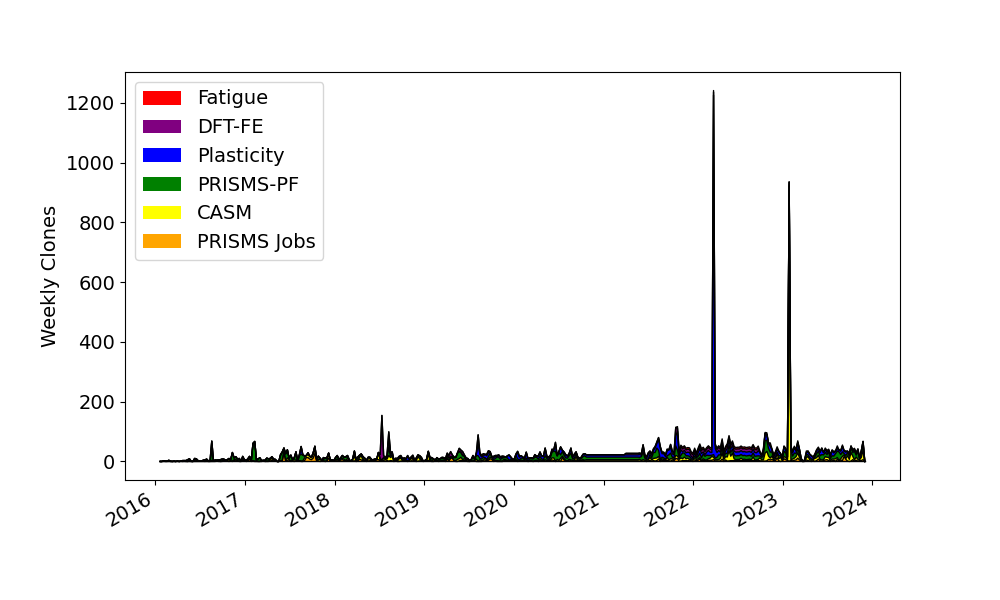 Fatigue
DFT-FE
Plasticity
PRISMS-PF
CASM
PRISMS Jobs
Weekly Clones
1200
1000
800
600
400
200
0
2016
2017
2018
2019
2020
2021
2022
2023
2024